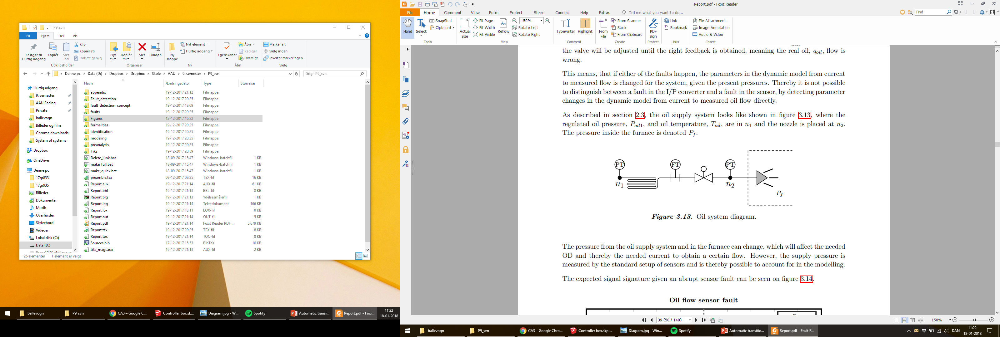 P9_svn
Fil Hjem Del Vis
Fastgør til Hurtig adgang
Kopiér
Sæt ind
Klip
Kopiér sti
Indsæt genvej
Udklipsholder
Flyt til
Kopiér til
Slet
Omdøb
Organiser
Ny mappe
Nyt element
Hurtig adgang
Ny
Egenskaber
Åbn
Rediger
Oversigt
Åbn
Markér alt
Vælg ingen
Inverter markeringen
Vælg
Denne pc › Data (D:) › Dropbox › Dropbox › Skole › AAU › 9. semester › P9_svn
Søg i P9_svn
Hurtig adgang
9. semester
AAU Racing
Private
ballevogn
Billeder og film
Chrome downloads
System of systems
Dropbox
OneDrive
Denne pc
17gr833
17gr935
Billeder
Dokumenter
Musik
Overførsler
Skrivebord
Videoer
Lokal disk (C:)
Data (D:)
Navn Ændringsdato Type Størrelse
appendix 19-12-2017 21:12 Filmappe
Fault_detection 19-12-2017 20:25 Filmappe
fault_detection_concept 19-12-2017 18:09 Filmappe
faults 19-12-2017 20:25 Filmappe
Figures 12-12-2017 16:22 Filmappe
formalities 19-12-2017 20:25 Filmappe
identification 19-12-2017 20:25 Filmappe
modeling 19-12-2017 20:25 Filmappe
preanalysis 19-12-2017 20:25 Filmappe
Tikz 19-12-2017 20:59 Filmappe
Delete_junk.bat 18-09-2017 15:47 Windows-batchfil 1 KB
make_full.bat 18-09-2017 15:47 Windows-batchfil 1 KB
make_quick.bat 18-09-2017 15:47 Windows-batchfil 1 KB
preamble.tex 09-12-2017 09:25 TEX-fil 16 KB
Report.aux 19-12-2017 21:14 AUX-fil 61 KB
Report.bbl 19-12-2017 21:13 BBL-fil 8 KB
Report.blg 19-12-2017 21:13 Ydelsesmålerfil 1 KB
Report.log 19-12-2017 21:14 Tekstdokument 166 KB
Report.lox 19-12-2017 18:11 LOX-fil 0 KB
Report.out 19-12-2017 21:14 OUT-fil 5 KB
Report.pdf 19-12-2017 21:14 Foxit Reader PDF ... 5.679 KB
Report.tex 19-12-2017 20:25 TEX-fil 8 KB
Report.toc 19-12-2017 21:14 TOC-fil 8 KB
Sources.bib 17-12-2017 15:53 BibTeX 10 KB
tikz_magi.aux 19-12-2017 21:13 AUX-fil 2 KB
26 elementer 1 element er valgt
ballevogn
P9_svn
CA3 – Google C...
Controller box.sk...
Diagram.jpg - W...
Spotify
Automatic transi...
Report.pdf - Foxi...
11:22
18-01-2018
Report.pdf - Foxit Reader
File Home Comment View Form Protect Share Connect Help Extras Tell me what you want to do...
Find
Hand
Select
SnapShot
Clipboard
Tools
Actual Size
Fit Page
Fit Width
Fit Visible
Reflow
150%
Rotate Left
Rotate Right
View
Typewriter
Highlight
Comment
From File
From Scanner
Blank
From Clipboard
Create
PDF Sign
Protect
Link
Bookmark
Links
File Attachment
Image Annotation
Audio & Video
Insert
the valve will be adjusted until the right feedback is obtained, meaning the real oil, q_oil, flow is
wrong.
This means, that if either of the faults happen, the parameters in the dynamic model from current
to measured flow is changed for the system, given the present pressures. Thereby it is not possible
to distinguish between a fault in the I/P converter and a fault in the sensor, by detecting parameter
changes in the dynamic model from current to measured oil flow directly.
As described in section 2.3, the oil supply system looks like shown in figure 3.13, where the
regulated oil pressure, P_oil1, and oil temperature, T_oil, are in n_1 and the nozzle is placed at n_2.
The pressure inside the furnace is denoted P_f.
PT FT PT
n_1 n_2
P_f
Figure 3.13. Oil system diagram.
The pressure from the oil supply system and in the furnace can change, which will affect the needed
OD and thereby the needed current to obtain a certain flow. However, the supply pressure is
measured by the standard setup of sensors and is thereby possible to account for in the modelling.
The expected signal signature given an abrupt sensor fault can be seen on figure 3.14.
Oil flow sensor fault
39 (50 / 140)
150%
ballevogn
P9_svn
CA3 – Google Chro...
Controller box.skp ...
Diagram.jpg - Win...
Spotify
Automatic transitio...
Report.pdf - Foxit R...
DAN
11:22
18-01-2018